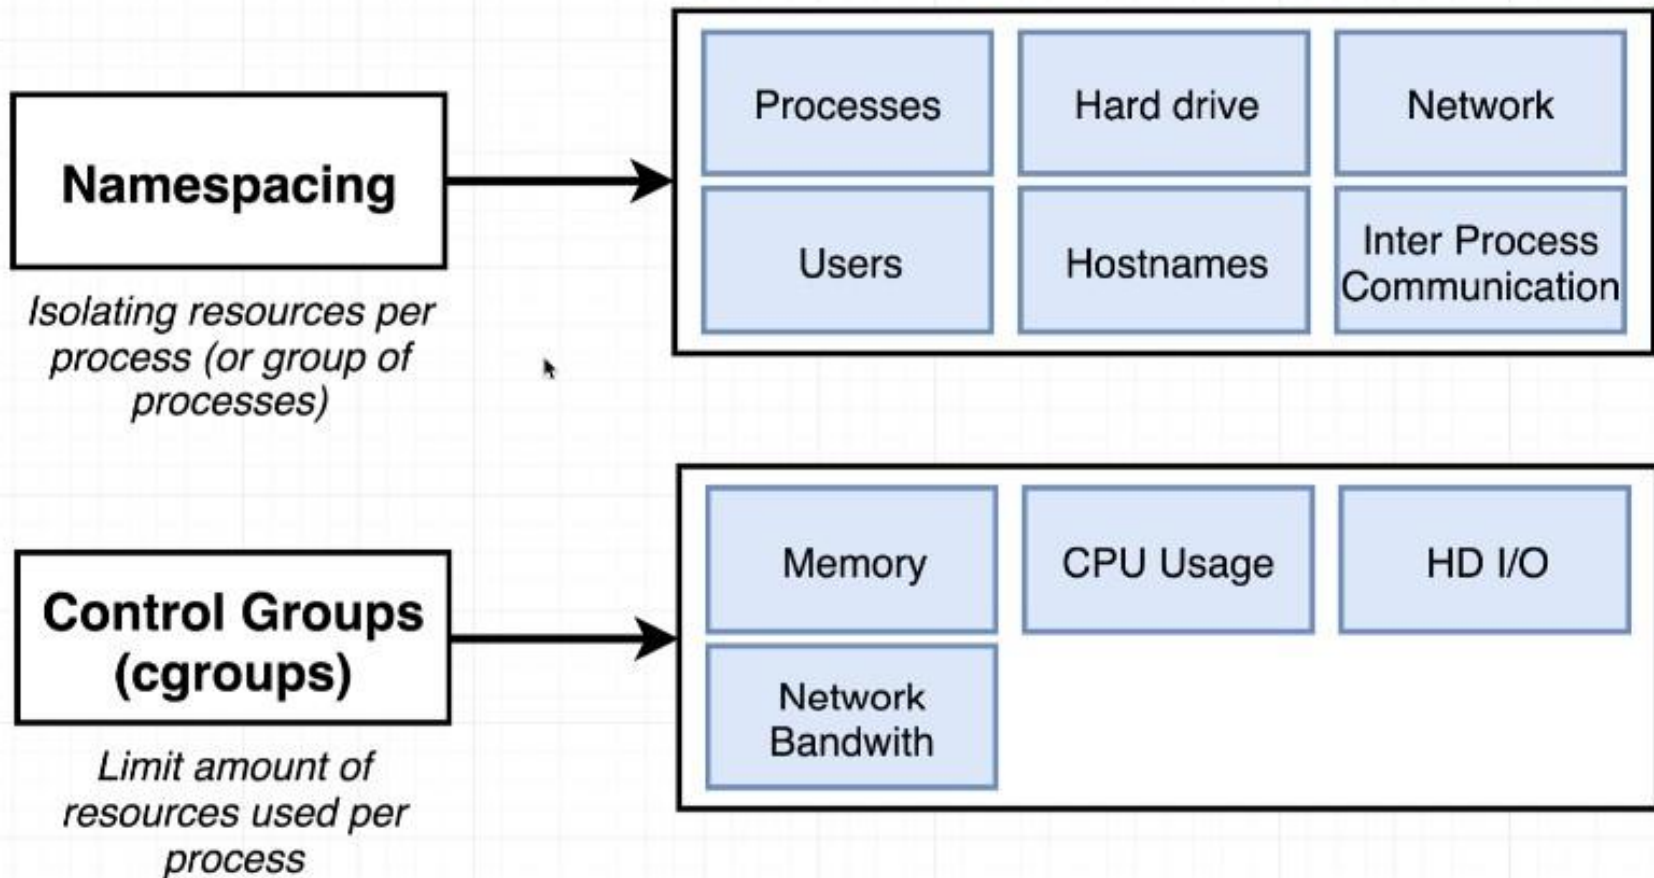 Namespacing
Isolating resources per
process (or group of
processes)
Processes
Hard drive
Network
Users
Hostnames
Inter Process
Communication
Control Groups
(cgroups)
Limit amount of
resources used per
process
Memory
CPU Usage
HD I/O
Network
Bandwith